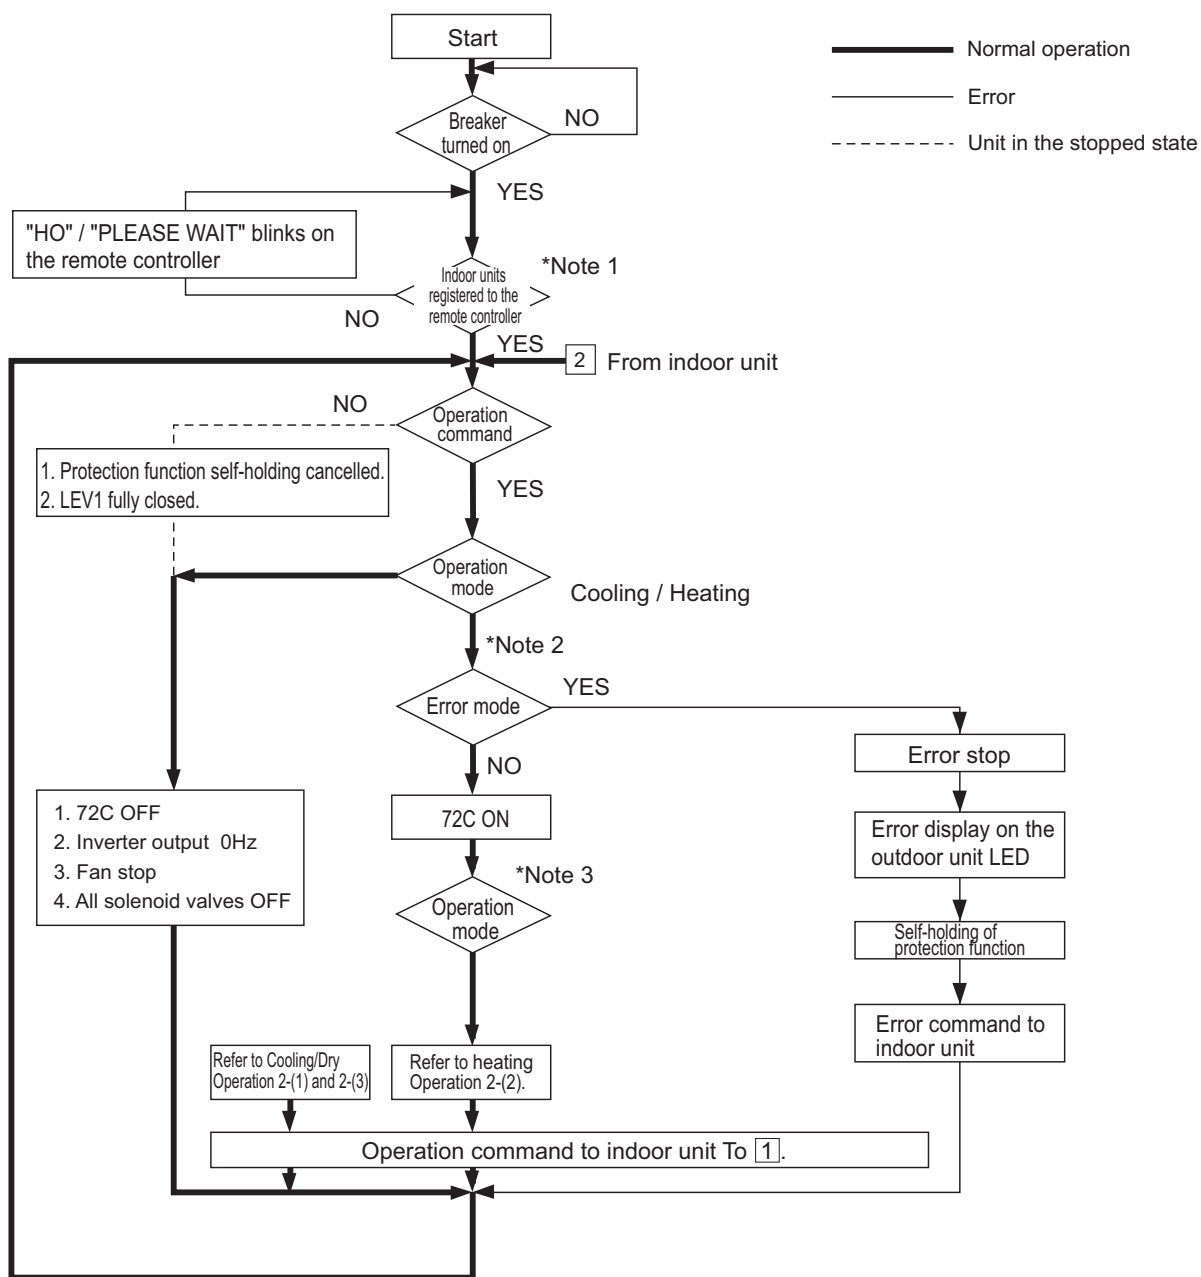 Start
Normal operation
Error
Unit in the stopped state
Breaker
turned on
NO
YES
"HO" / "PLEASE WAIT" blinks on
the remote controller
*Note 1
Indoor units
registered to the
remote controller
NO
YES
2 From indoor unit
NO
Operation
command
1. Protection function self-holding cancelled.
2. LEV1 fully closed.
YES
Operation
mode
Cooling / Heating
*Note 2
YES
Error mode
NO
Error stop
1. 72C OFF
2. Inverter output 0Hz
3. Fan stop
4. All solenoid valves OFF
72C ON
Error display on the
outdoor unit LED
*Note 3
Operation
mode
Self-holding of
protection function
Error command to
indoor unit
Refer to Cooling/Dry
Operation 2-(1) and 2-(3)
Refer to heating
Operation 2-(2).
Operation command to indoor unit To 1.